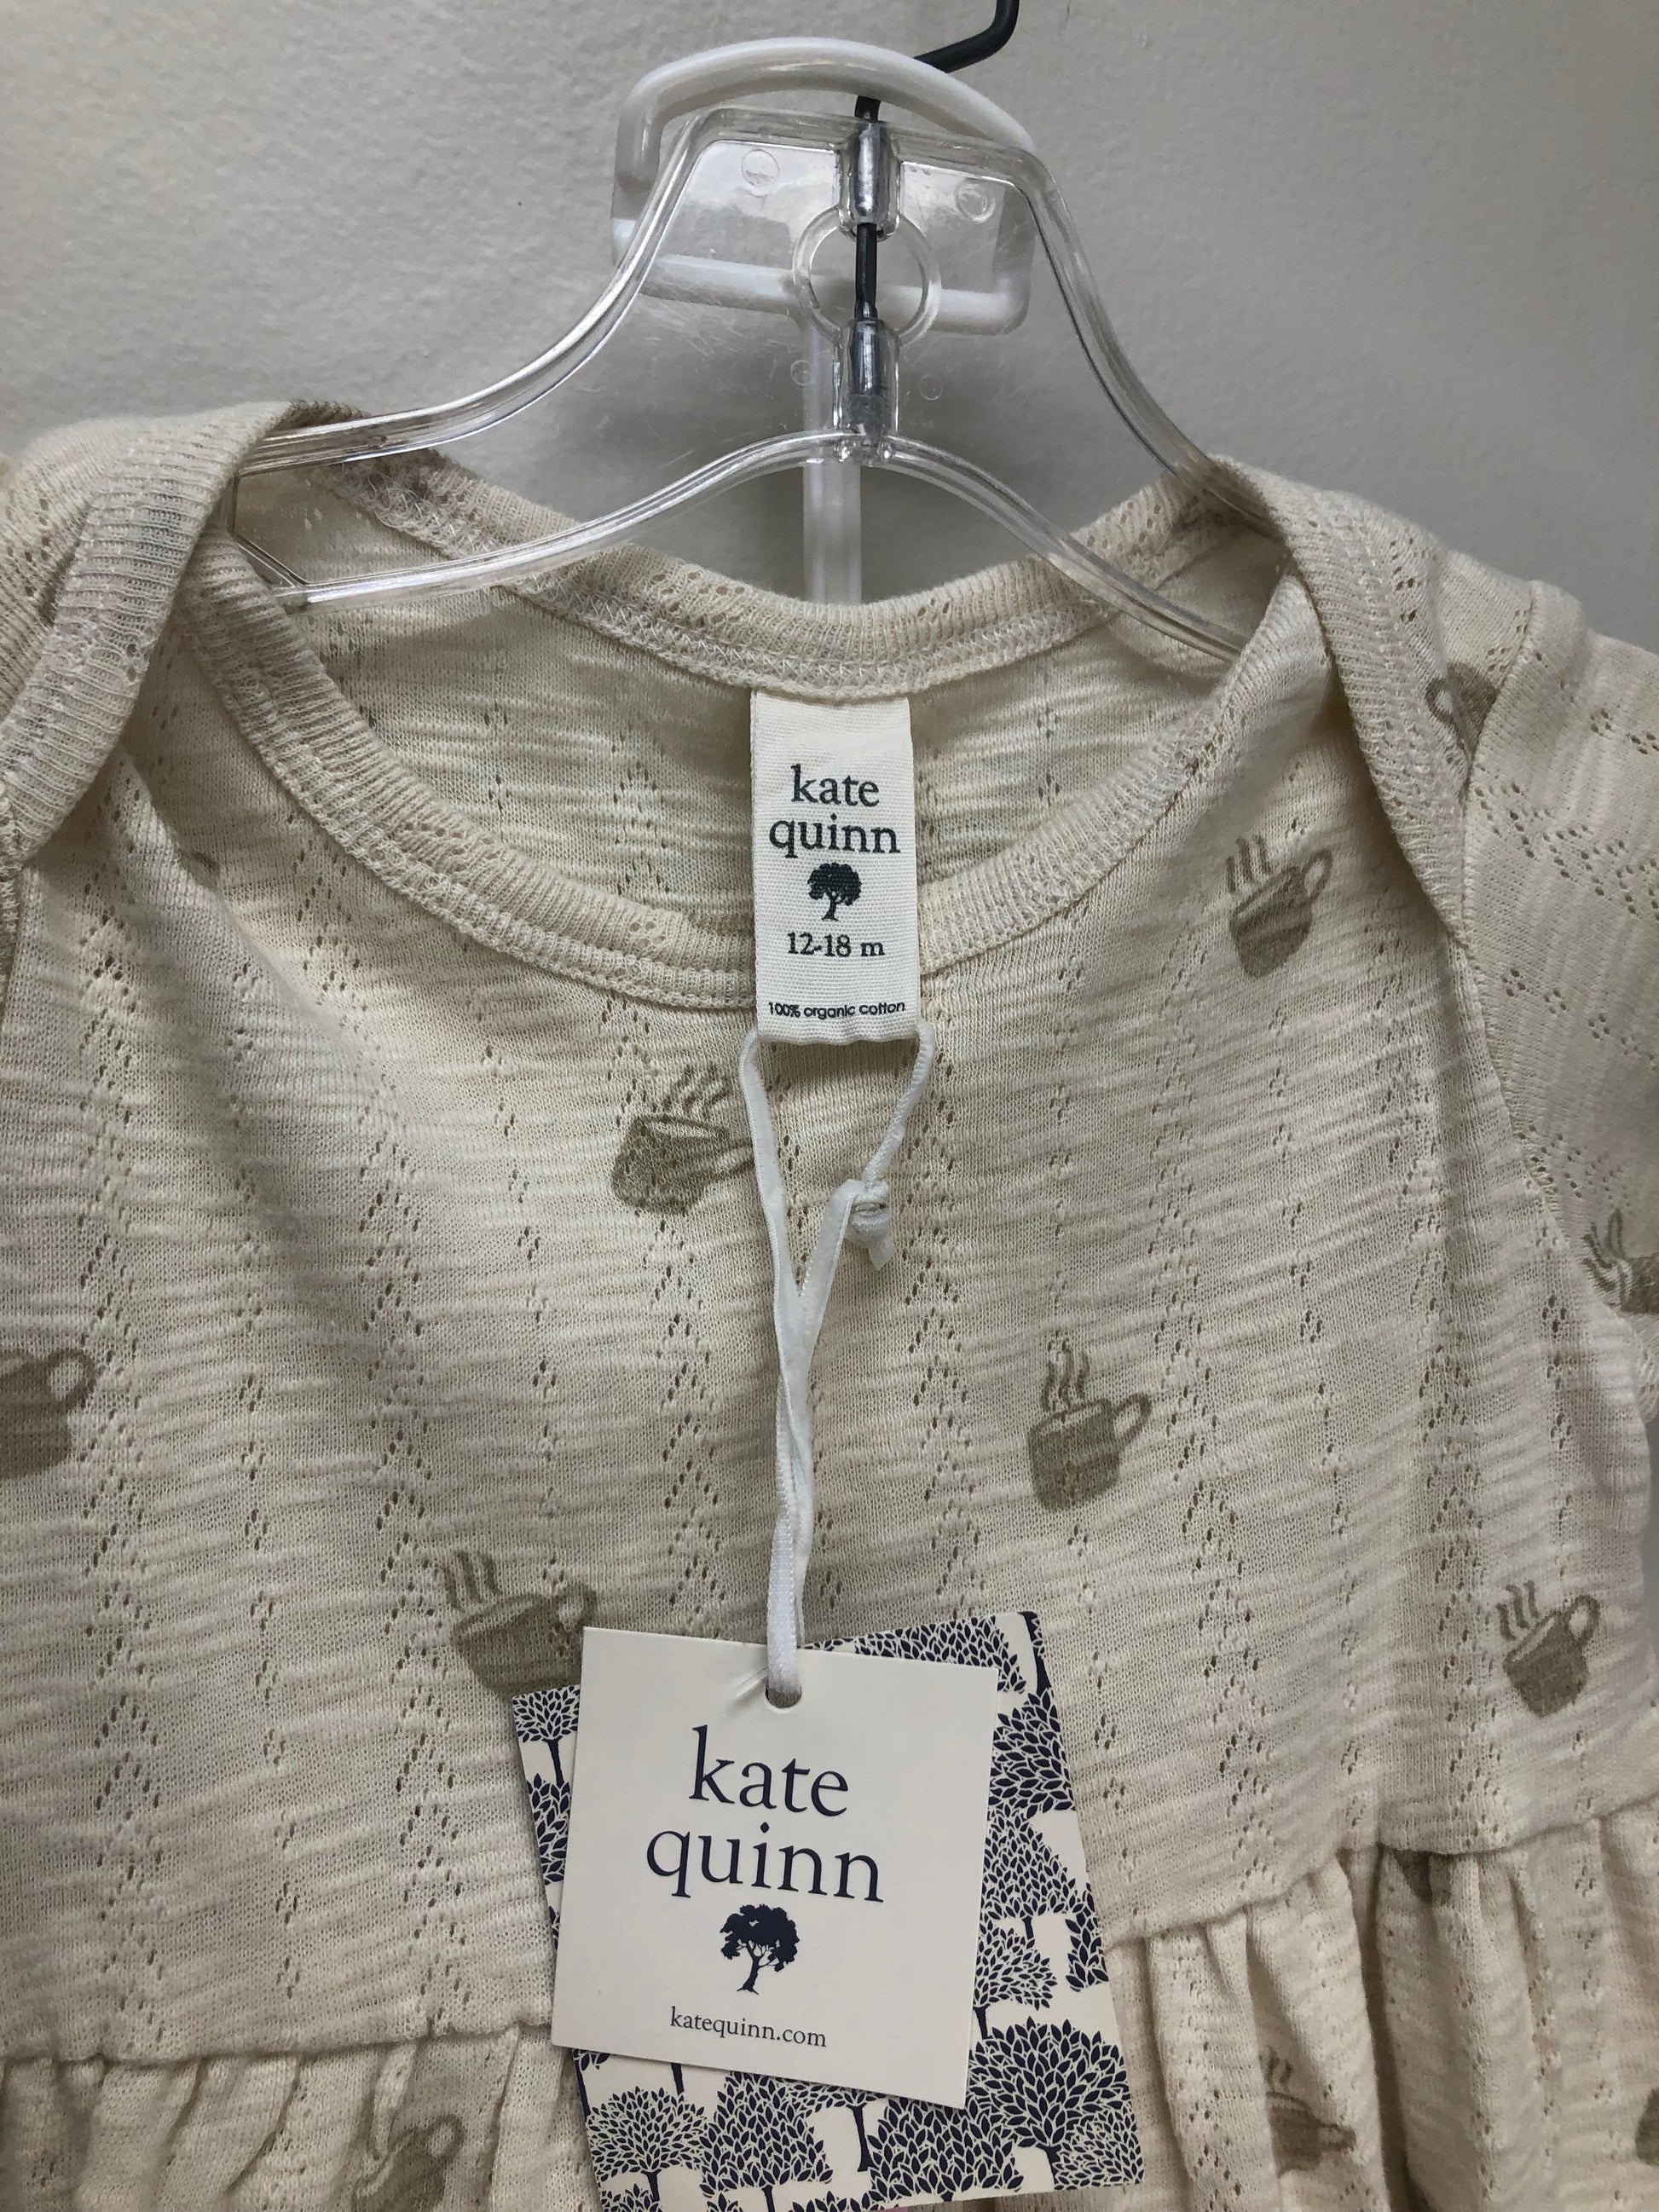 kate
quinn
12-18 m
100% organic cotton
kate
quinn
katequinn.com